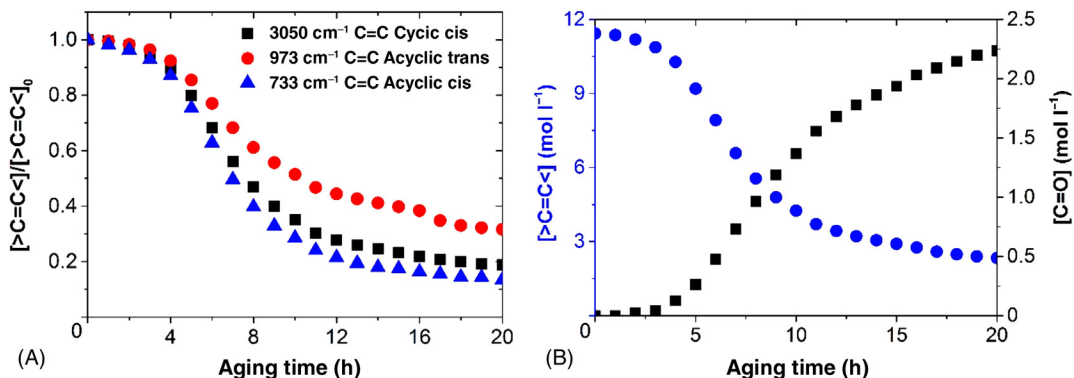 1.0
0.8
0.6
0.4
0.2
[>C=C<]/[>C=C<]₀
3050 cm⁻¹ C=C Cycic cis
973 cm⁻¹ C=C Acyclic trans
733 cm⁻¹ C=C Acyclic cis
0 4 8 12 16 20
Aging time (h)
(A)
12
9
6
3
0
[>C=C<] (mol l⁻¹)
2.5
2.0
1.5
1.0
0.5
0
[C=O] (mol l⁻¹)
0 5 10 15 20
Aging time (h)
(B)